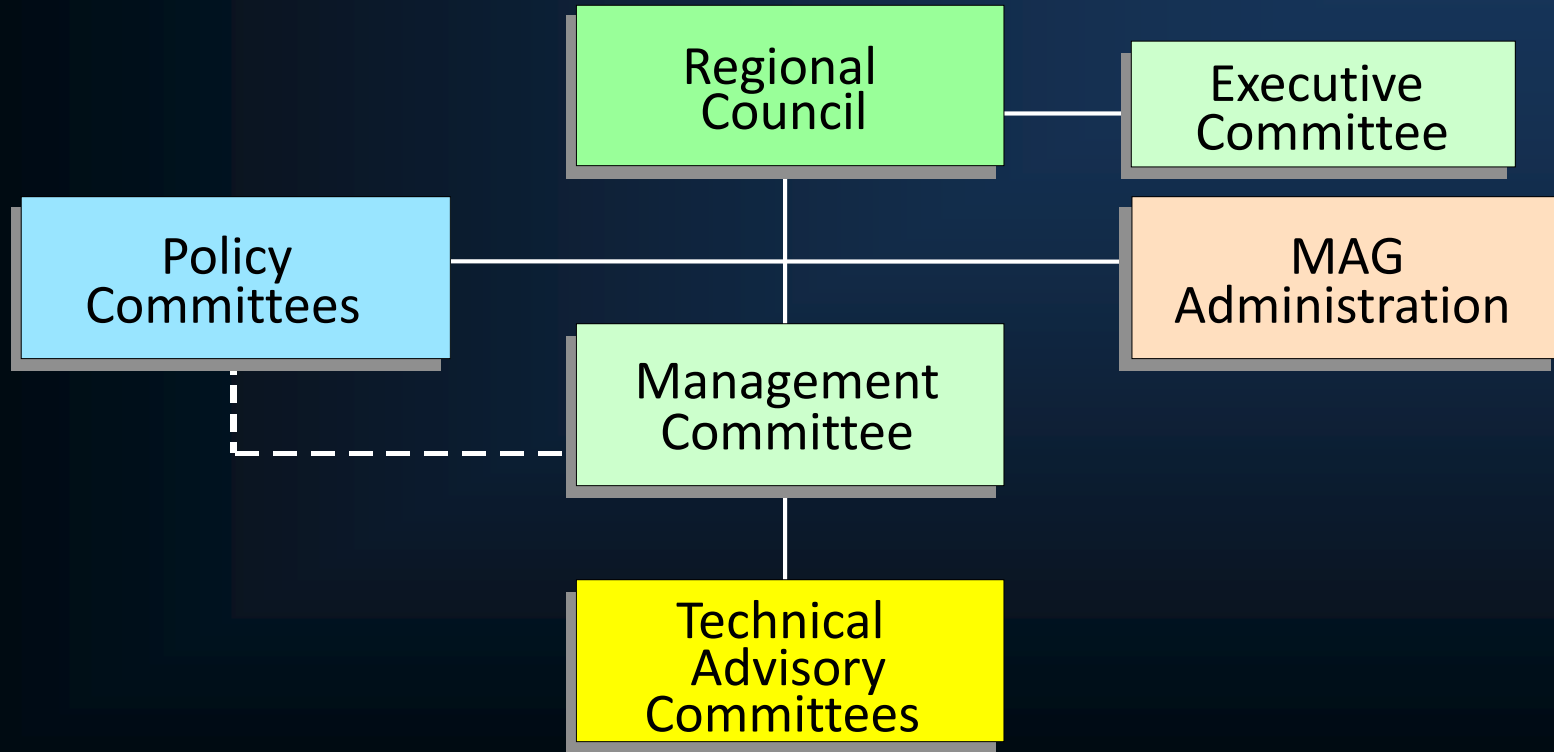 Regional
Council
Executive
Committee
Policy
Committees
MAG
Administration
Management
Committee
Technical
Advisory
Committees